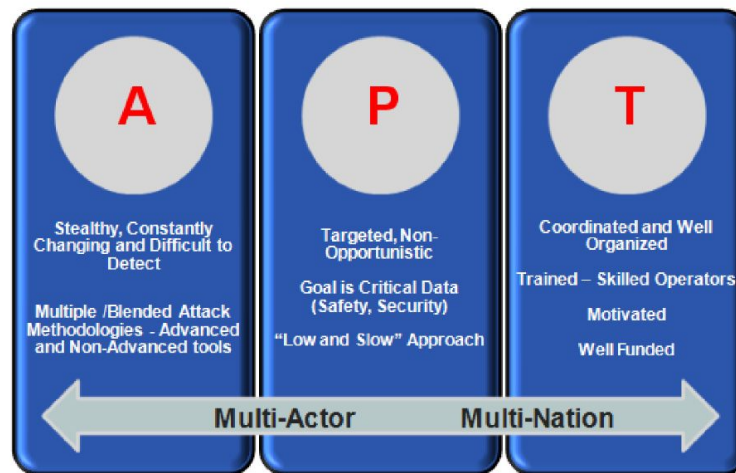 A
Stealthy, Constantly
Changing and Difficult to
Detect
Multiple /Blended Attack
Methodologies - Advanced
and Non-Advanced tools
P
Targeted, Non-
Opportunistic
Goal is Critical Data
(Safety, Security)
“Low and Slow” Approach
T
Coordinated and Well
Organized
Trained – Skilled Operators
Motivated
Well Funded
Multi-Actor
Multi-Nation